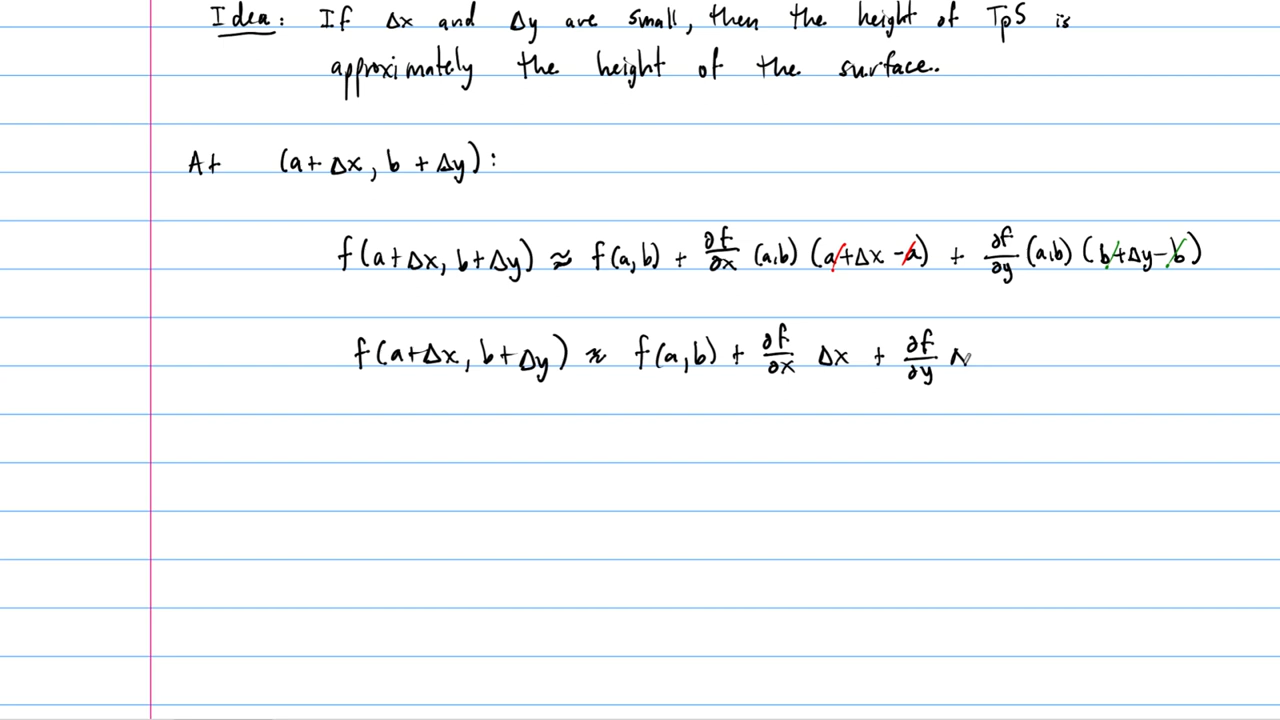 Idea: If Δx and Δy are small, then the height of TpS is
approximately the height of the surface.
At (a+Δx, b+Δy):
f(a+Δx, b+Δy) ≈ f(a,b) + ∂f/∂x (a,b) (a+Δx-a) + ∂f/∂y (a,b) (b+Δy-b)
f(a+Δx, b+Δy) ≈ f(a,b) + ∂f/∂x Δx + ∂f/∂y